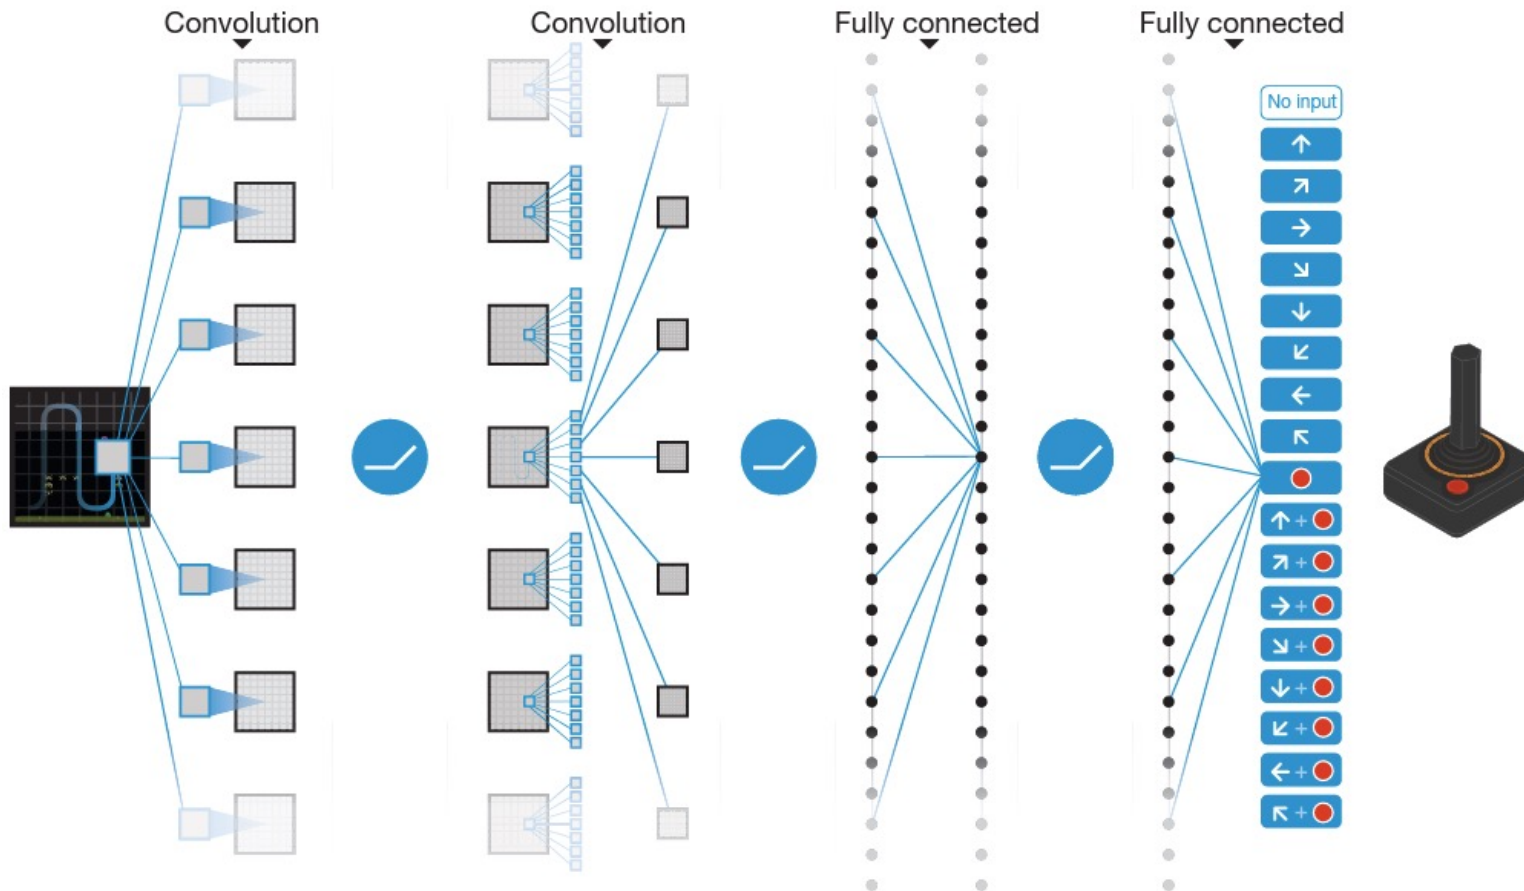 Convolution
Convolution
Fully connected
Fully connected
No input
+
+
+
+
+
+
+
+